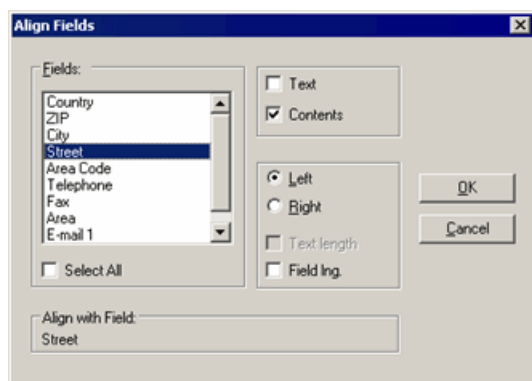 Align Fields
Fields:
Country
ZIP
City
Street
Area Code
Telephone
Fax
Area
E-mail 1
Select All
Text
Contents
Left
Right
Text length
Field lng.
OK
Cancel
Align with Field:
Street